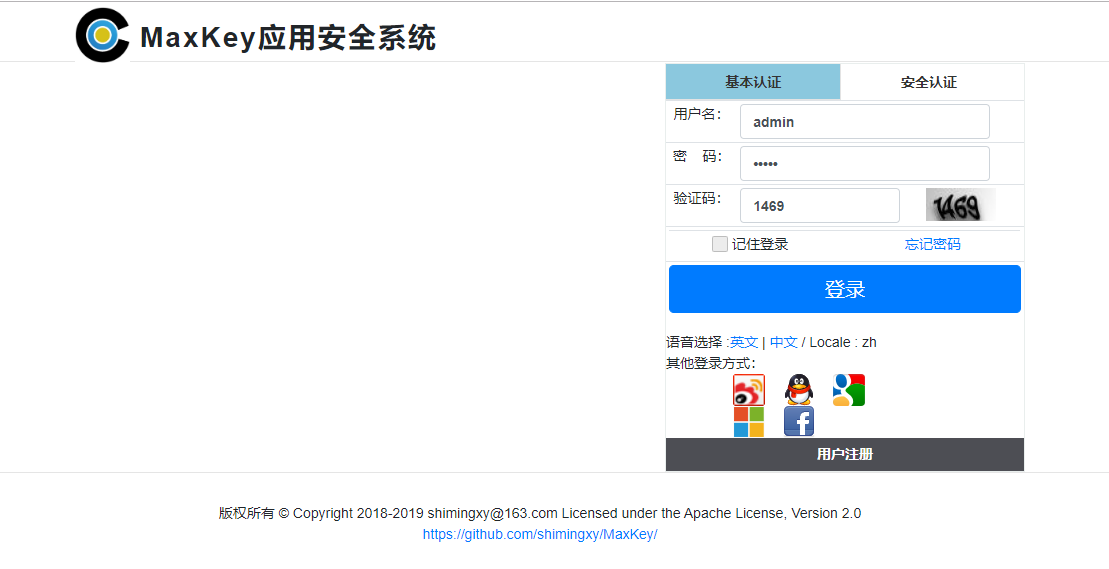 MaxKey应用安全系统
基本认证 安全认证
用户名： admin
密 码： •••••
验证码： 1469 1469
记住登录 忘记密码
登录
语音选择 :英文 | 中文 / Locale : zh
其他登录方式：
f
用户注册
版权所有 © Copyright 2018-2019 shimingxy@163.com Licensed under the Apache License, Version 2.0
https://github.com/shimingxy/MaxKey/